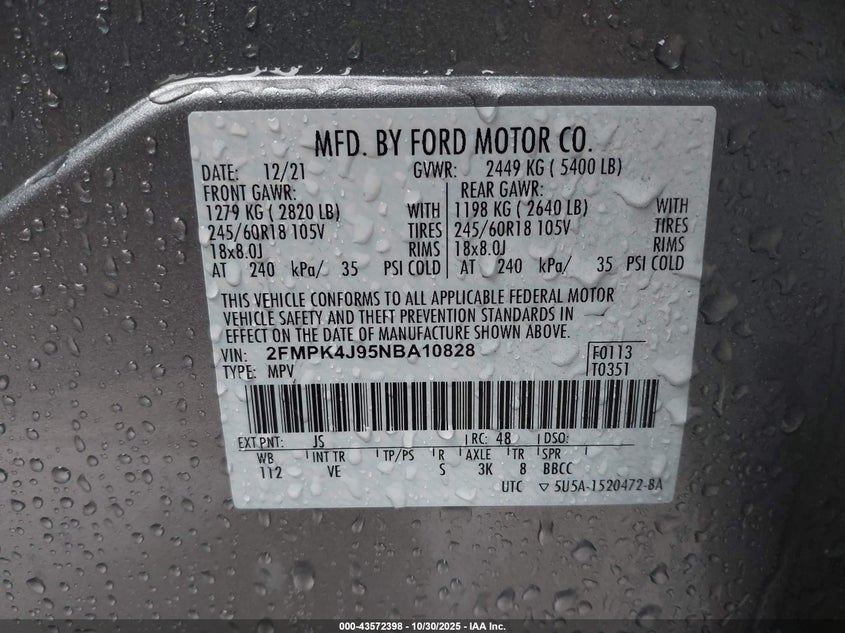 MFD. BY FORD MOTOR CO.
DATE: 12/21 GVWR: 2449 KG ( 5400 LB)
FRONT GAWR: REAR GAWR:
1279 KG ( 2820 LB) WITH 1198 KG ( 2640 LB) WITH
245/60R18 105V TIRES 245/60R18 105V TIRES
18x8.0J RIMS 18x8.0J RIMS
AT 240 kPa/ 35 PSI COLD AT 240 kPa/ 35 PSI COLD
THIS VEHICLE CONFORMS TO ALL APPLICABLE FEDERAL MOTOR
VEHICLE SAFETY AND THEFT PREVENTION STANDARDS IN
EFFECT ON THE DATE OF MANUFACTURE SHOWN ABOVE.
VIN: 2FMPK4J95NBA10828 F0113
TYPE: MPV T0351
EXT PNT: JS RC: 48 DSO:
WB INT TR TP/PS R AXLE TR SPR
112 VE S 3K 8 BBCC
UTC ▽ 5U5A-1520472-BA
000-43572398 - 10/30/2025 - IAA Inc.